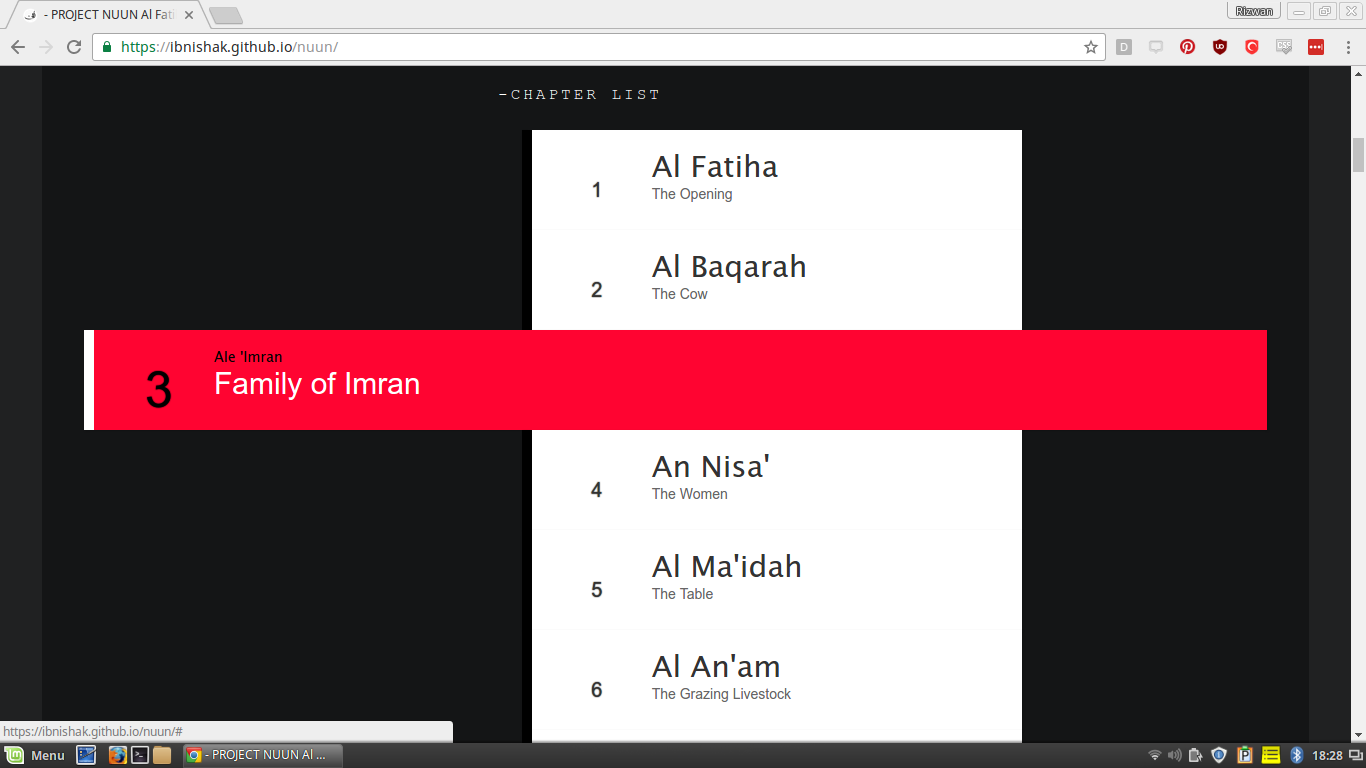 - PROJECT NUUN Al Fati
Rizwan
https://ibnishak.github.io/nuun/
-CHAPTER LIST
1
Al Fatiha
The Opening
2
Al Baqarah
The Cow
3
Ale 'Imran
Family of Imran
4
An Nisa'
The Women
5
Al Ma'idah
The Table
6
Al An'am
The Grazing Livestock
https://ibnishak.github.io/nuun/#
Menu
- PROJECT NUUN Al ...
18:28